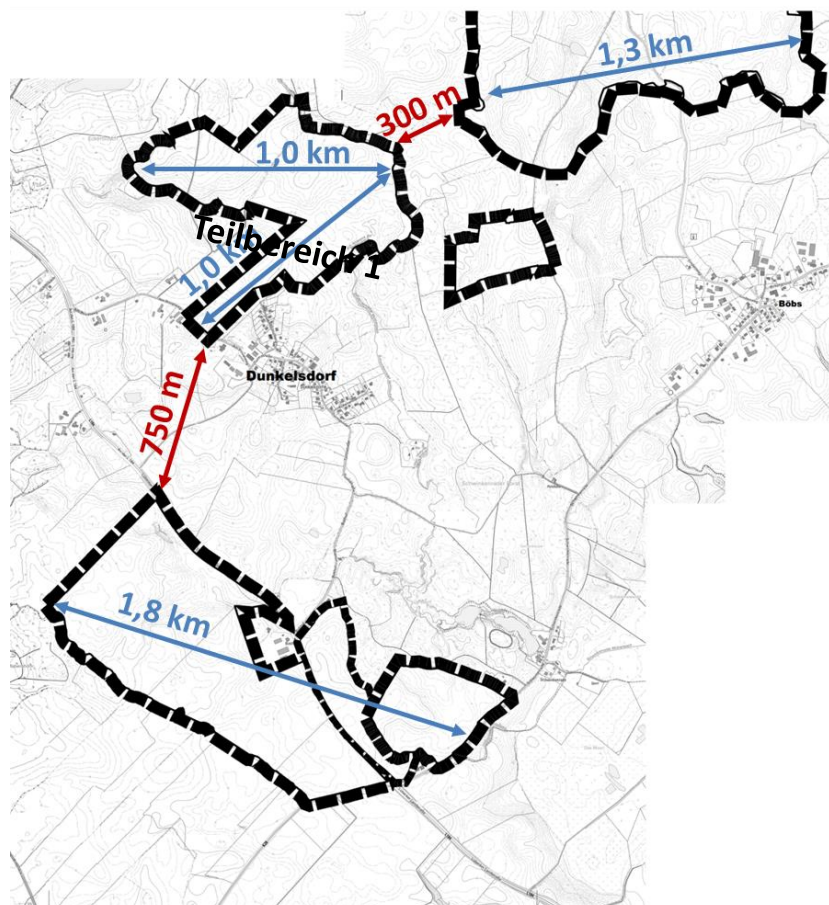 1,3 km
300 m
1,0 km
Teilbereich 1
1,0 km
Böbs
Dunkelsdorf
750 m
1,8 km